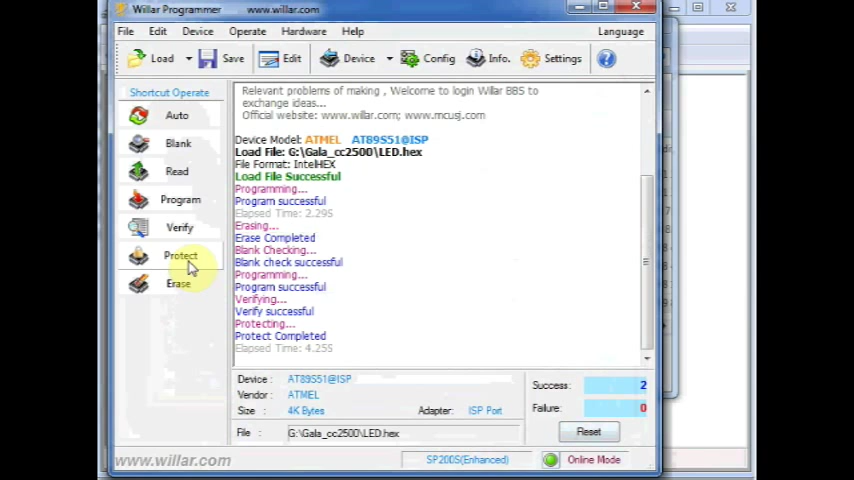 Willar Programmer www.willar.com
File Edit Device Operate Hardware Help Language
Load Save Edit Device Config Info. Settings
Shortcut Operate
Auto
Blank
Read
Program
Verify
Protect
Erase
Relevant problems of making , Welcome to login Willar BBS to
exchange ideas...
Official website: www.willar.com; www.mcusj.com
Device Model: ATMEL AT89S51@ISP
Load File: G:\Gala_cc2500\LED.hex
File Format: IntelHEX
Load File Successful
Programming...
Program successful
Elapsed Time: 2.29S
Erasing...
Erase Completed
Blank Checking...
Blank check successful
Programming...
Program successful
Verifying...
Verify successful
Protecting...
Protect Completed
Elapsed Time: 4.25S
Device : AT89S51@ISP
Vendor : ATMEL
Size : 4K Bytes Adapter: ISP Port
File : G:\Gala_cc2500\LED.hex
Success: 2
Failure: 0
Reset
www.willar.com
SP200S(Enhanced) Online Mode